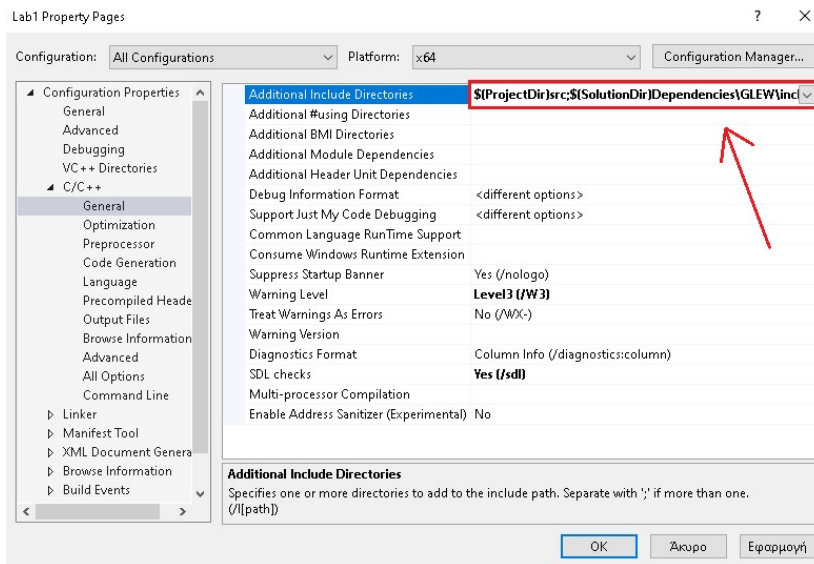 Lab1 Property Pages ? ×
Configuration: All Configurations Platform: x64 Configuration Manager...
Configuration Properties
General
Advanced
Debugging
VC++ Directories
C/C++
General
Optimization
Preprocessor
Code Generation
Language
Precompiled Heade
Output Files
Browse Information
Advanced
All Options
Command Line
Linker
Manifest Tool
XML Document Genera
Browse Information
Build Events
Additional Include Directories $(ProjectDir)src;$(SolutionDir)Dependencies\GLEW\incl
Additional #using Directories
Additional BMI Directories
Additional Module Dependencies
Additional Header Unit Dependencies
Debug Information Format <different options>
Support Just My Code Debugging <different options>
Common Language RunTime Support
Consume Windows Runtime Extension
Suppress Startup Banner Yes (/nologo)
Warning Level Level3 (/W3)
Treat Warnings As Errors No (/WX-)
Warning Version
Diagnostics Format Column Info (/diagnostics:column)
SDL checks Yes (/sdl)
Multi-processor Compilation
Enable Address Sanitizer (Experimental) No
Additional Include Directories
Specifies one or more directories to add to the include path. Separate with ';' if more than one.
(/I[path])
OK Άκυρο Εφαρμογή